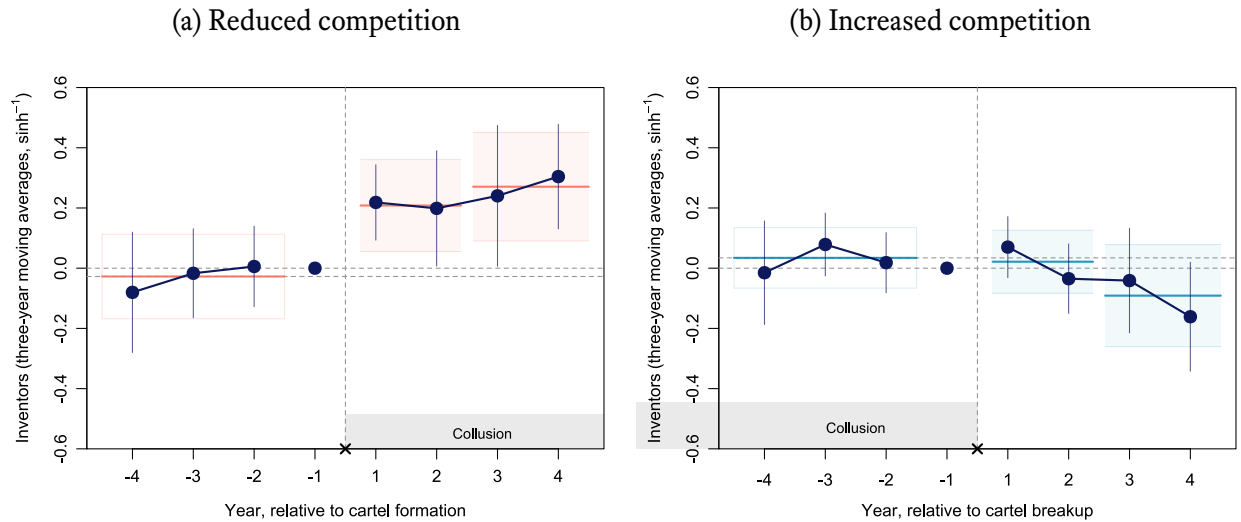 (a) Reduced competition
Inventors (three-year moving averages, sinh⁻¹)
0.6
0.4
0.2
0.0
-0.2
-0.4
-0.6
Collusion
-4 -3 -2 -1 1 2 3 4
Year, relative to cartel formation
(b) Increased competition
Inventors (three-year moving averages, sinh⁻¹)
0.6
0.4
0.2
0.0
-0.2
-0.4
-0.6
Collusion
-4 -3 -2 -1 1 2 3 4
Year, relative to cartel breakup